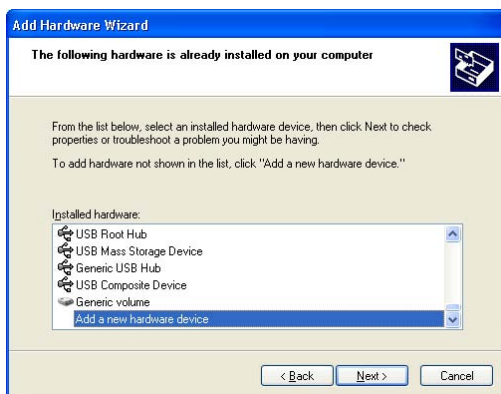 Add Hardware Wizard
The following hardware is already installed on your computer
From the list below, select an installed hardware device, then click Next to check
properties or troubleshoot a problem you might be having.
To add hardware not shown in the list, click "Add a new hardware device."
Installed hardware:
USB Root Hub
USB Mass Storage Device
Generic USB Hub
USB Composite Device
Generic volume
Add a new hardware device
< Back Next > Cancel